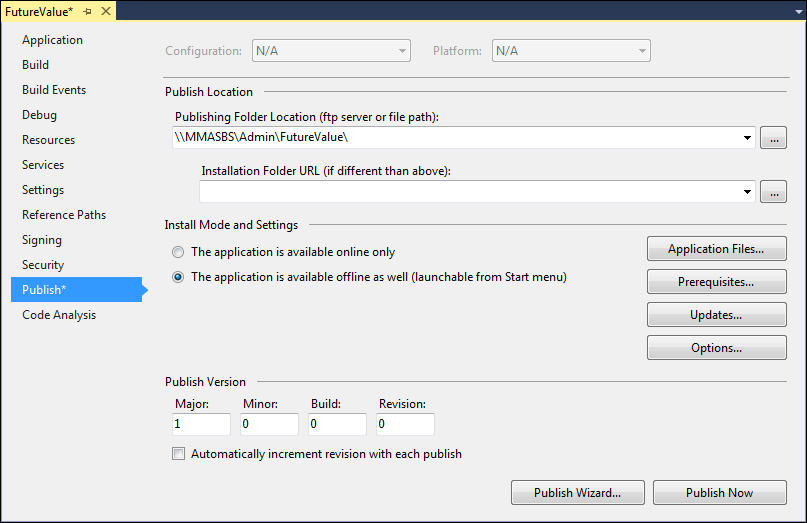 FutureValue*
Application
Build
Build Events
Debug
Resources
Services
Settings
Reference Paths
Signing
Security
Publish*
Code Analysis
Configuration: N/A Platform: N/A
Publish Location
Publishing Folder Location (ftp server or file path):
\\MMASBS\Admin\FutureValue\
...
Installation Folder URL (if different than above):
...
Install Mode and Settings
The application is available online only
The application is available offline as well (launchable from Start menu)
Application Files...
Prerequisites...
Updates...
Options...
Publish Version
Major: Minor: Build: Revision:
1 0 0 0
Automatically increment revision with each publish
Publish Wizard... Publish Now